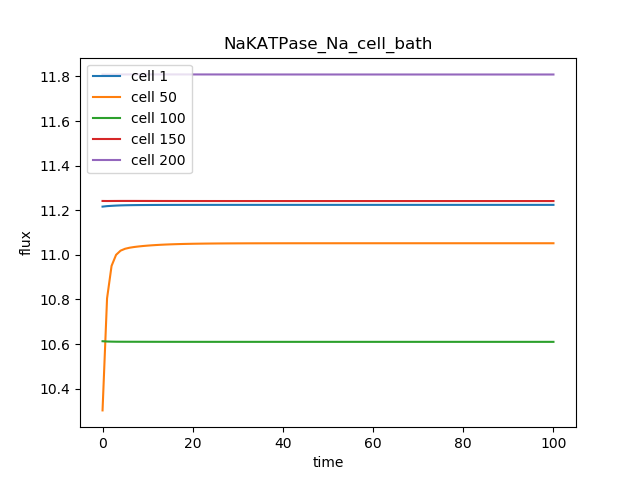 NaKATPase_Na_cell_bath
cell 1
cell 50
cell 100
cell 150
cell 200
11.8
11.6
11.4
11.2
11.0
10.8
10.6
10.4
flux
0
20
40
60
80
100
time